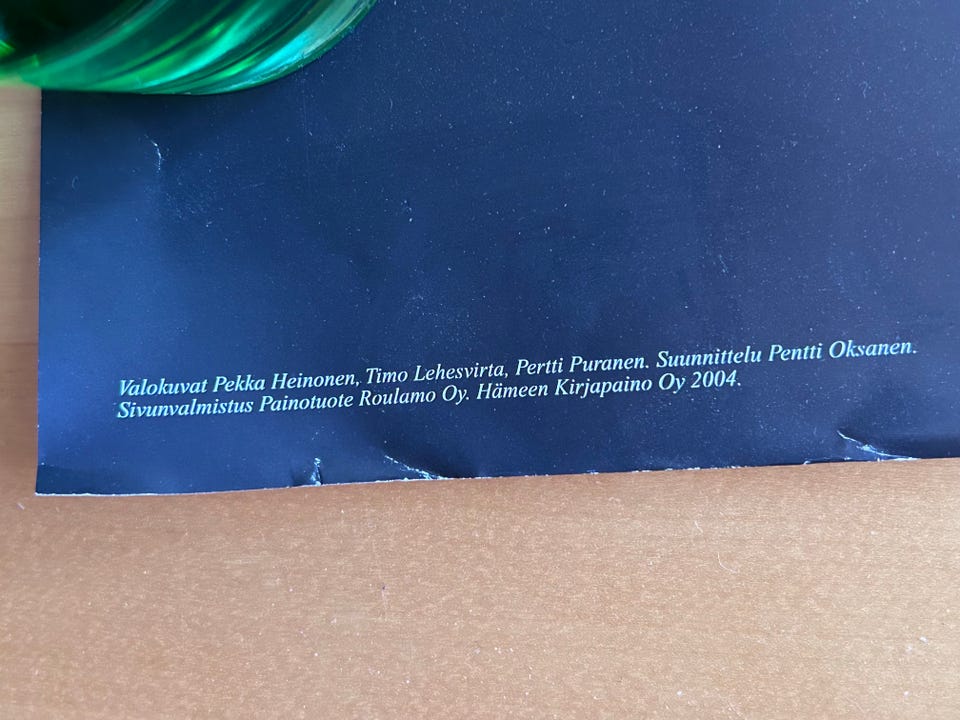 Valokuvat Pekka Heinonen, Timo Lehesvirta, Pertti Puranen. Suunnittelu Pentti Oksanen.
Sivunvalmistus Painotuote Roulamo Oy. Hämeen Kirjapaino Oy 2004.